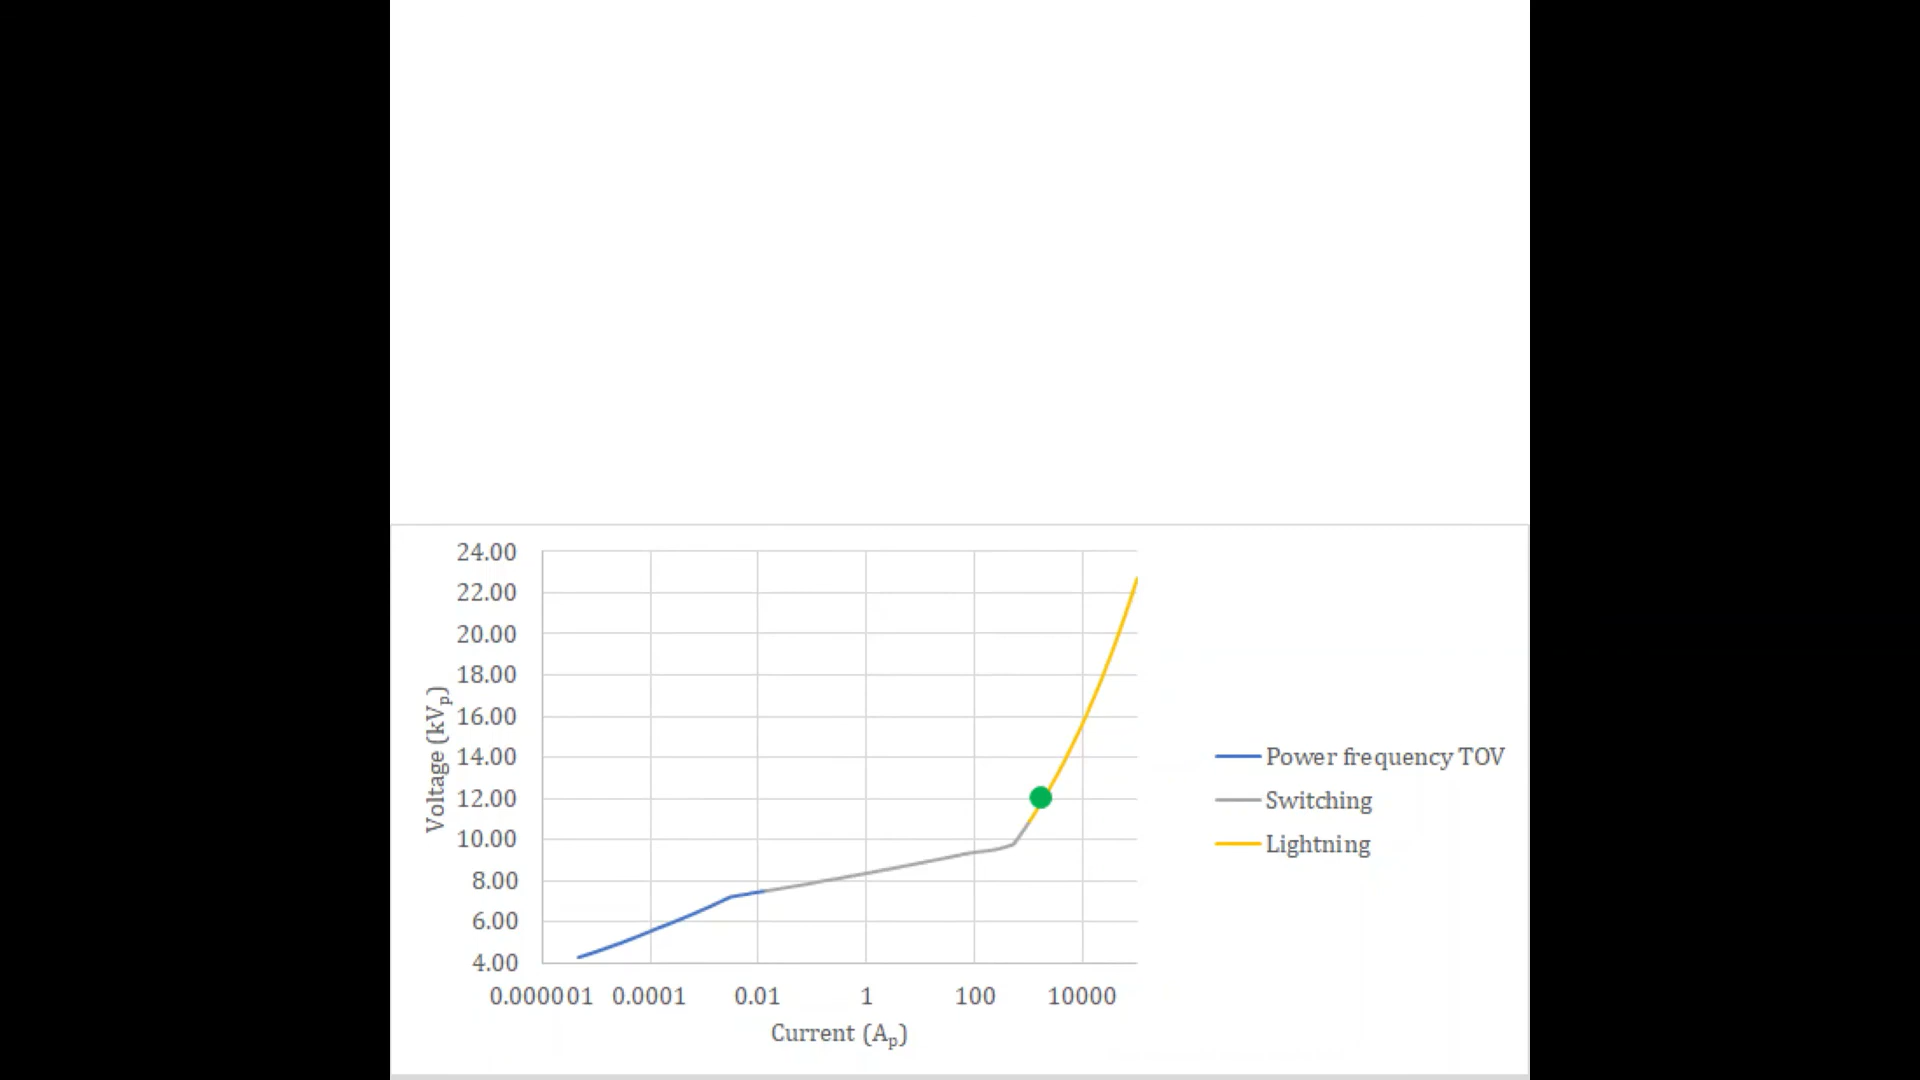 24.00
22.00
20.00
18.00
16.00
14.00
12.00
10.00
8.00
6.00
4.00
Voltage (kVp)
0.000001 0.0001 0.01 1 100 10000
Current (Ap)
Power frequency TOV
Switching
Lightning